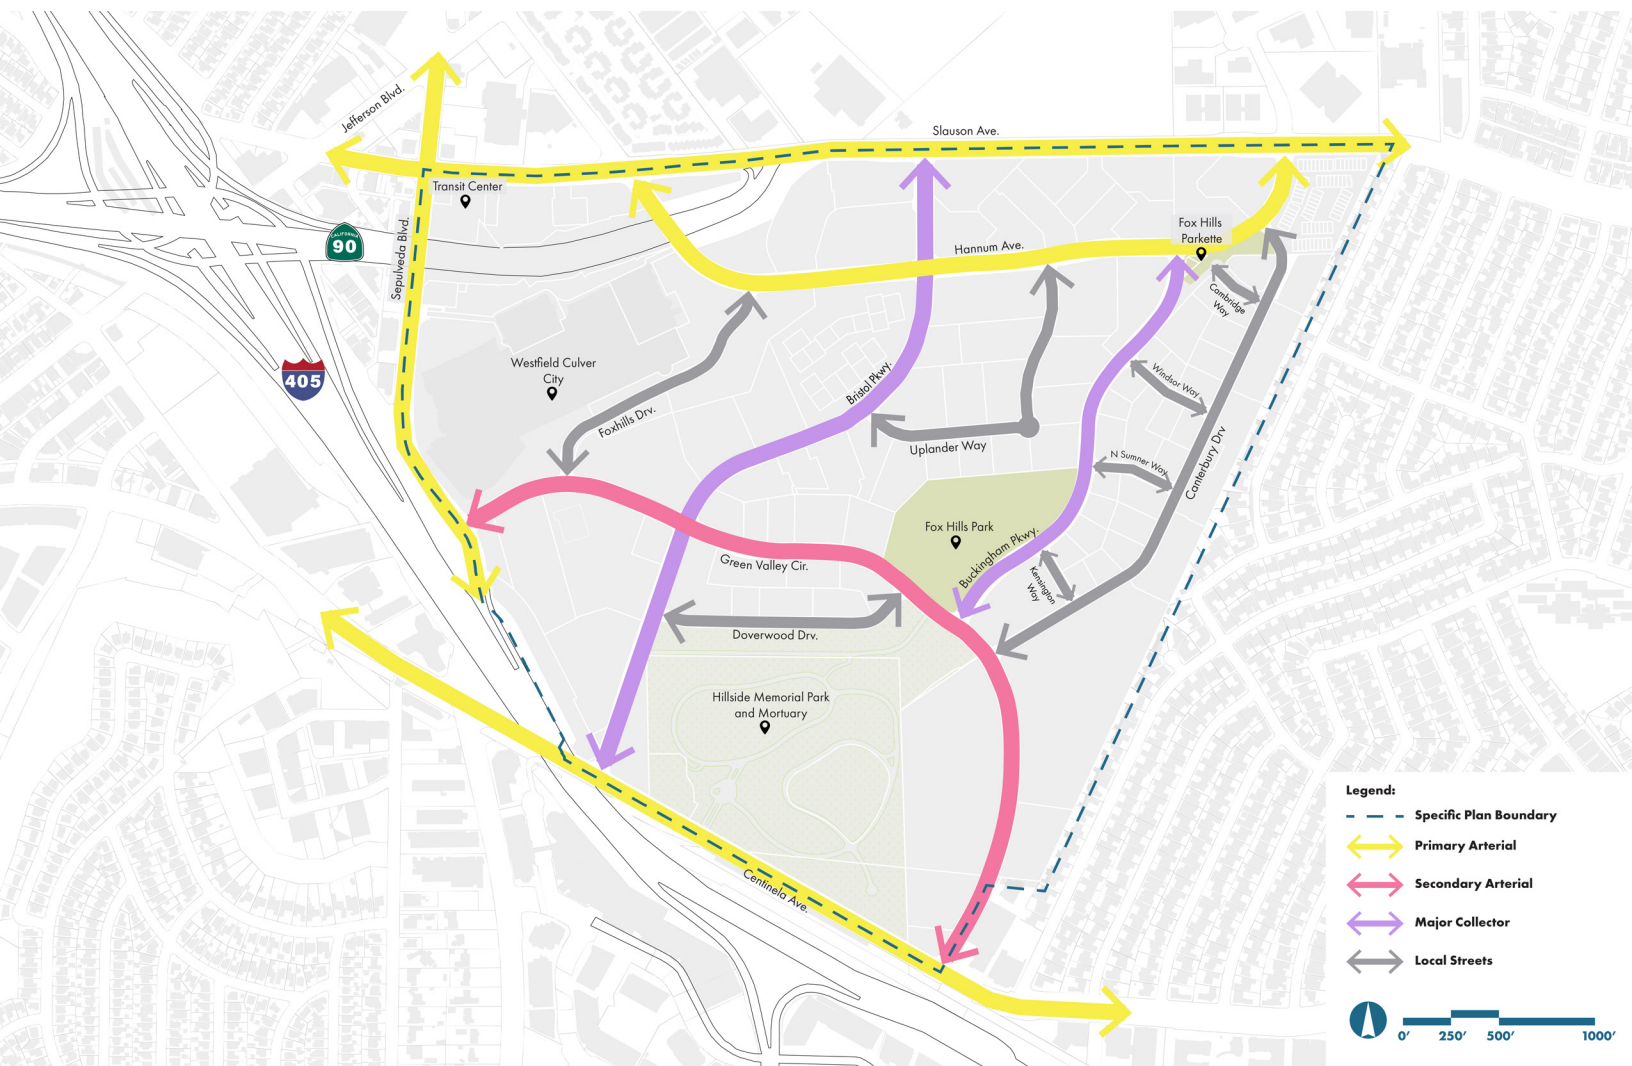 Jefferson Blvd.
Slauson Ave.
Transit Center
Sepulveda Blvd.
CALIFORNIA
90
Hannum Ave.
Fox Hills
Parkette
Cambridge
Way
405
Westfield Culver
City
Foxhills Drv.
Bristol Pkwy.
Windsor Way
Uplander Way
N Sumner Way
Canterbury Drv
Fox Hills Park
Buckingham Pkwy.
Green Valley Cir.
Kensington
Way
Doverwood Drv.
Hillside Memorial Park
and Mortuary
Centinela Ave.
Legend:
Specific Plan Boundary
Primary Arterial
Secondary Arterial
Major Collector
Local Streets
0' 250' 500' 1000'